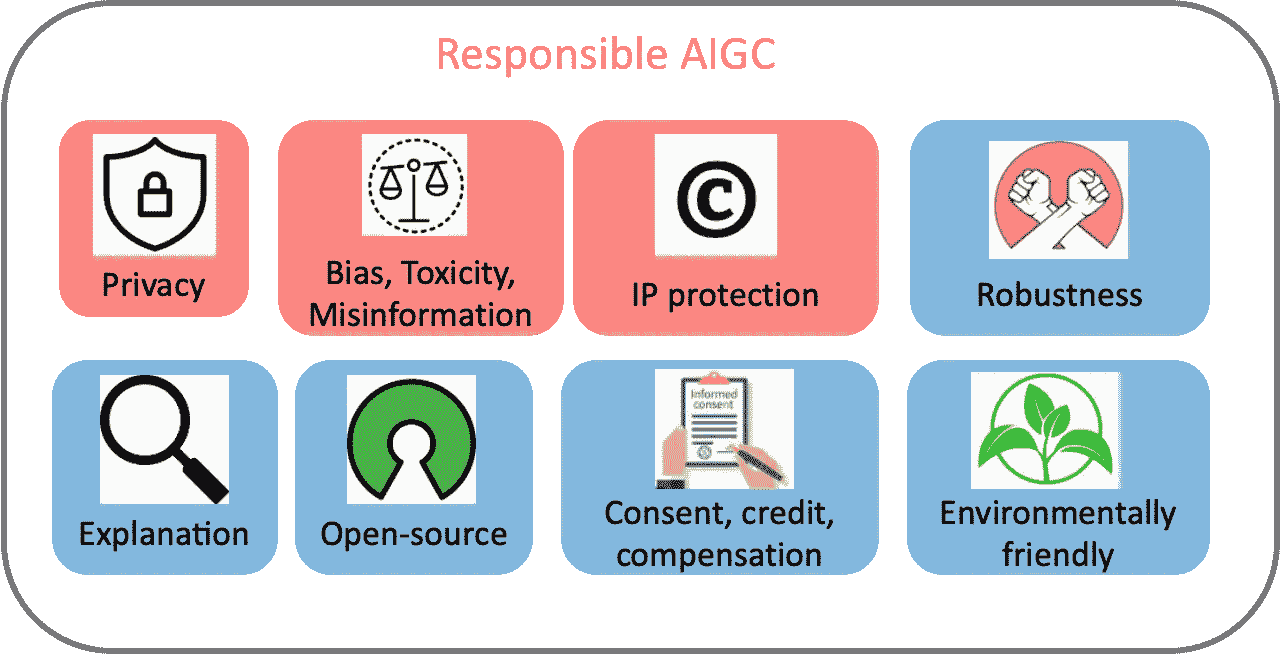 Responsible AIGC
Privacy
Bias, Toxicity,
Misinformation
©
IP protection
Robustness
Explanation
Open-source
Informed
consent
Consent, credit,
compensation
Environmentally
friendly